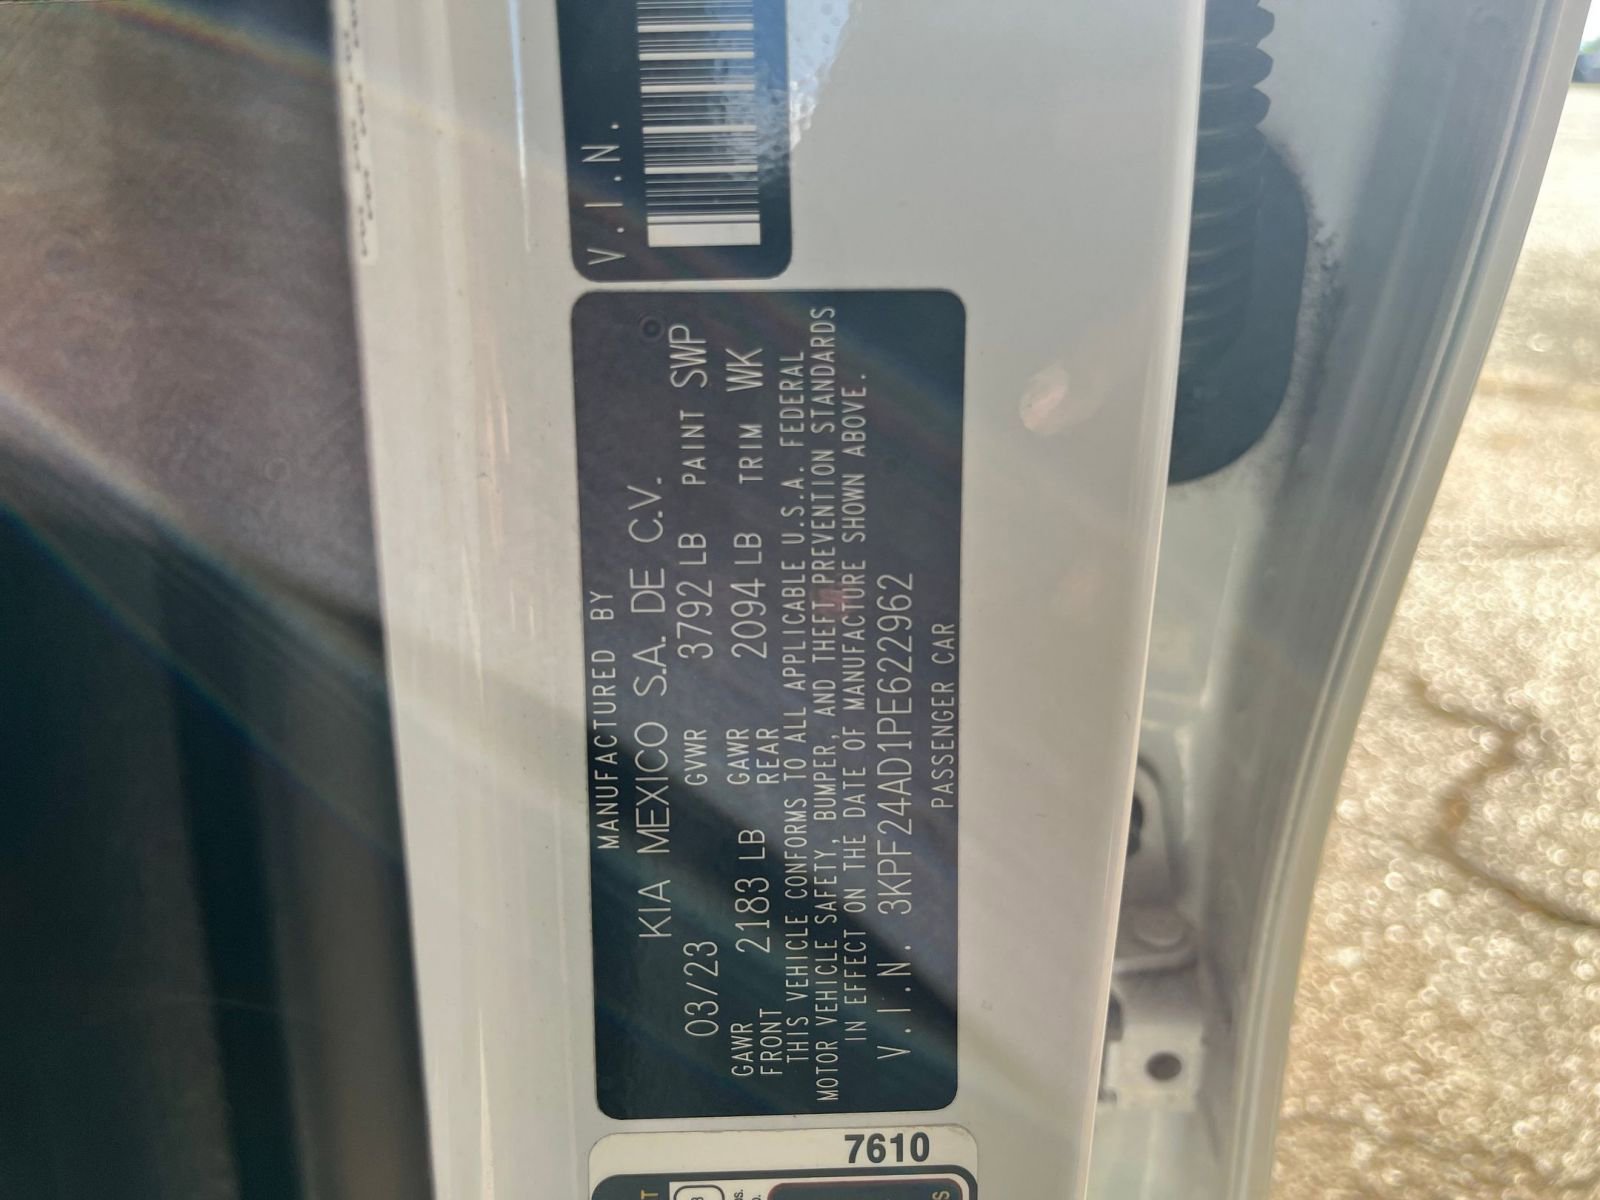 V.I.N.
MANUFACTURED BY
KIA MEXICO S.A. DE C.V.
03/23 GVWR 3792 LB PAINT SWP
GAWR FRONT 2183 LB GAWR REAR 2094 LB TRIM WK
THIS VEHICLE CONFORMS TO ALL APPLICABLE U.S.A. FEDERAL
MOTOR VEHICLE SAFETY, BUMPER, AND THEFT PREVENTION STANDARDS
IN EFFECT ON THE DATE OF MANUFACTURE SHOWN ABOVE.
V.I.N. 3KPF24AD1PE622962
PASSENGER CAR
7610